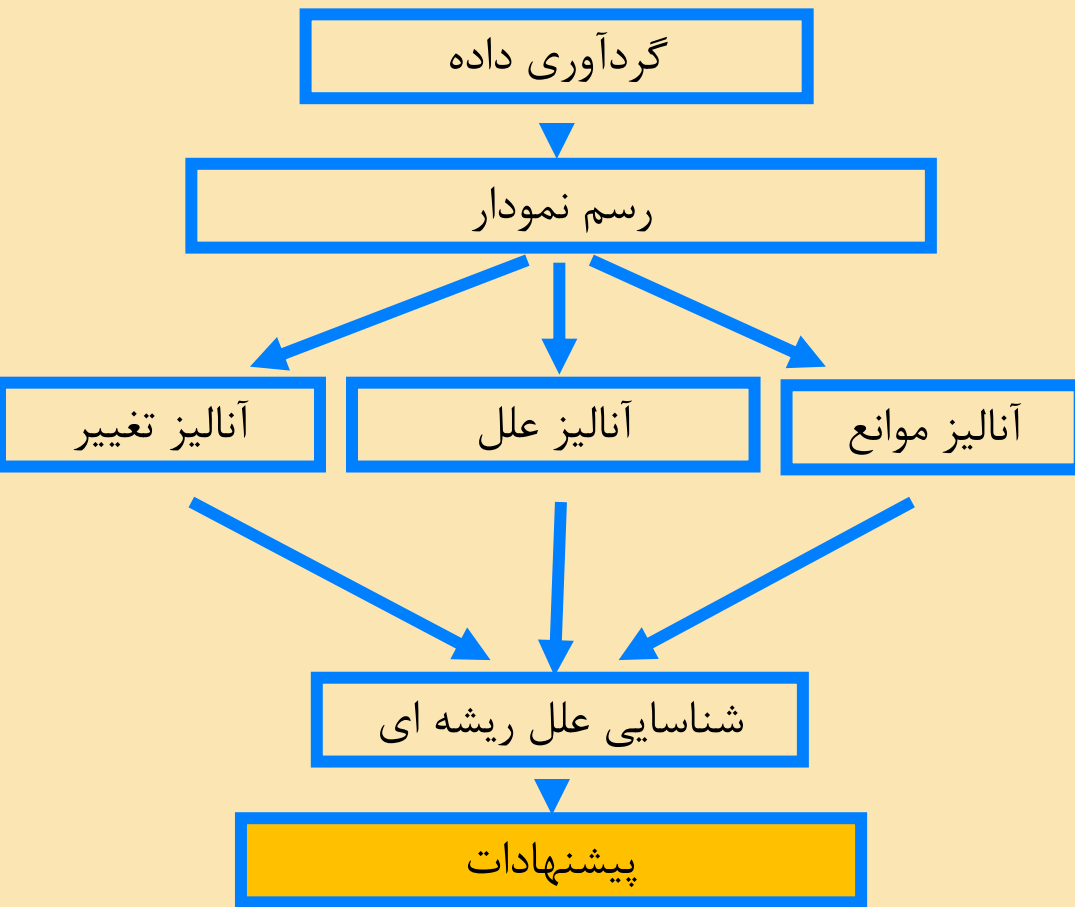 گردآوری داده
رسم نمودار
آنالیز موانع
آنالیز علل
آنالیز تغییر
شناسایی علل ریشه ای
پیشنهادات